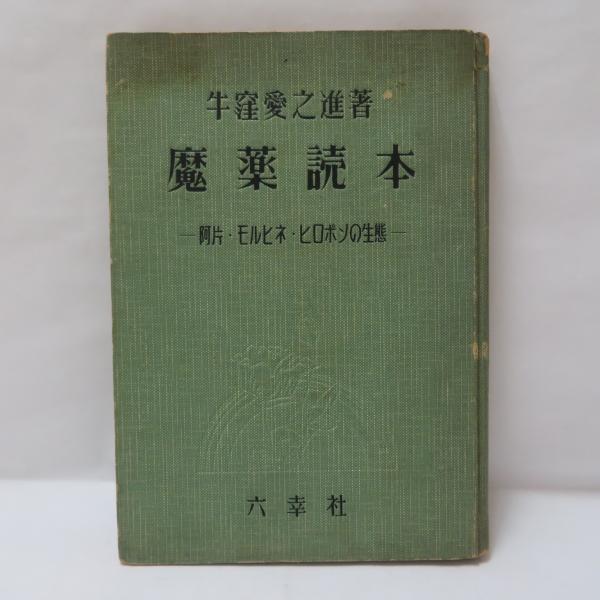 牛窪愛之進著
魔薬読本
―阿片・モルヒネ・ヒロポンの生態―
六幸社